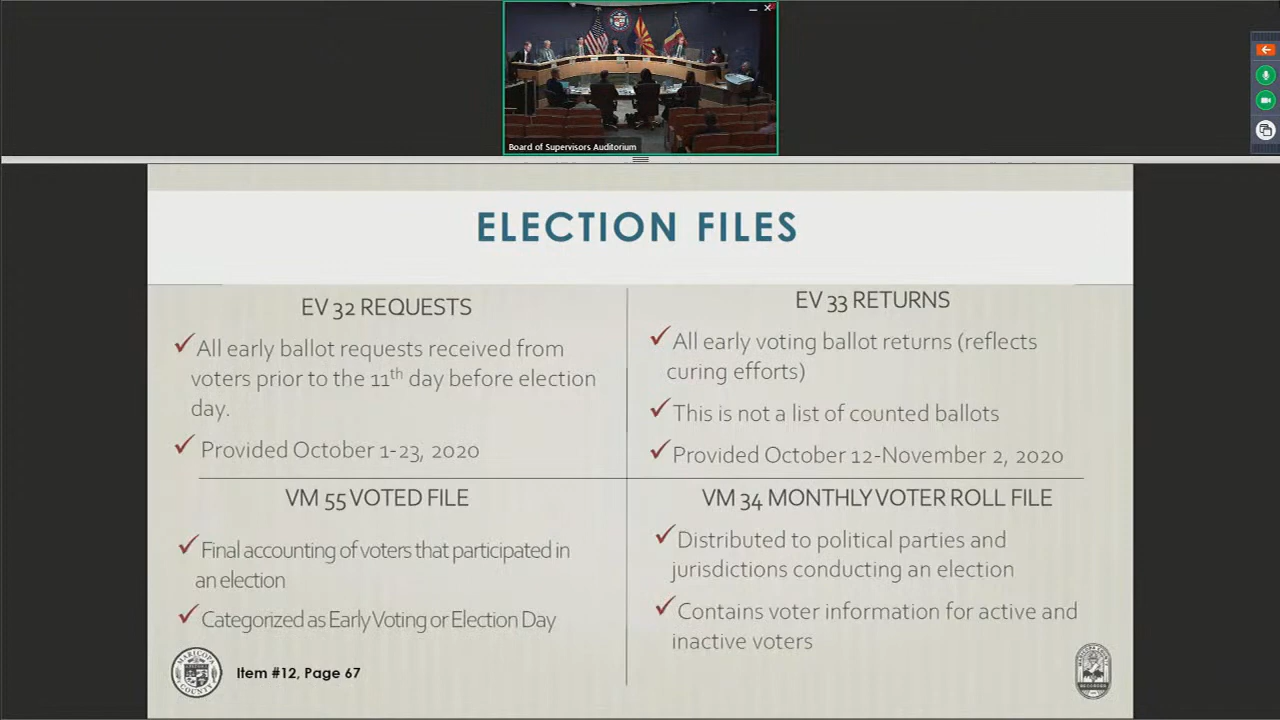 Board of Supervisors Auditorium
ELECTION FILES
EV 32 REQUESTS
All early ballot requests received from
voters prior to the 11th day before election
day.
Provided October 1-23, 2020
EV 33 RETURNS
All early voting ballot returns (reflects
curing efforts)
This is not a list of counted ballots
Provided October 12-November 2, 2020
VM 55 VOTED FILE
Final accounting of voters that participated in
an election
Categorized as Early Voting or Election Day
VM 34 MONTHLY VOTER ROLL FILE
Distributed to political parties and
jurisdictions conducting an election
Contains voter information for active and
inactive voters
MARICOPA
COUNTY
Item #12, Page 67